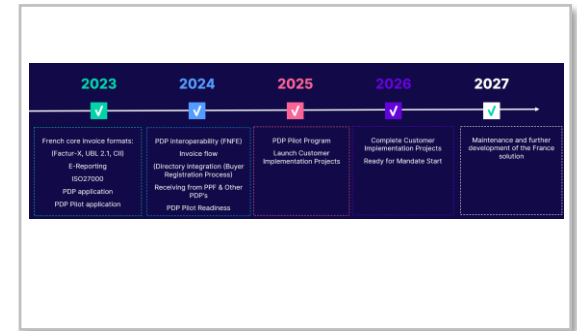 2023
2024
2025
2026
2027
French core invoice formats:
(Factur-X, UBL 2.1, CII)
E-Reporting
ISO27000
PDP application
PDP Pilot application
PDP interoperability (FNFE)
Invoice flow
(Directory integration (Buyer
Registration Process)
Receiving from PPF & Other
PDP's
PDP Pilot Readiness
PDP Pilot Program
Launch Customer
Implementation Projects
Complete Customer
Implementation Projects
Ready for Mandate Start
Maintenance and further
development of the France
solution